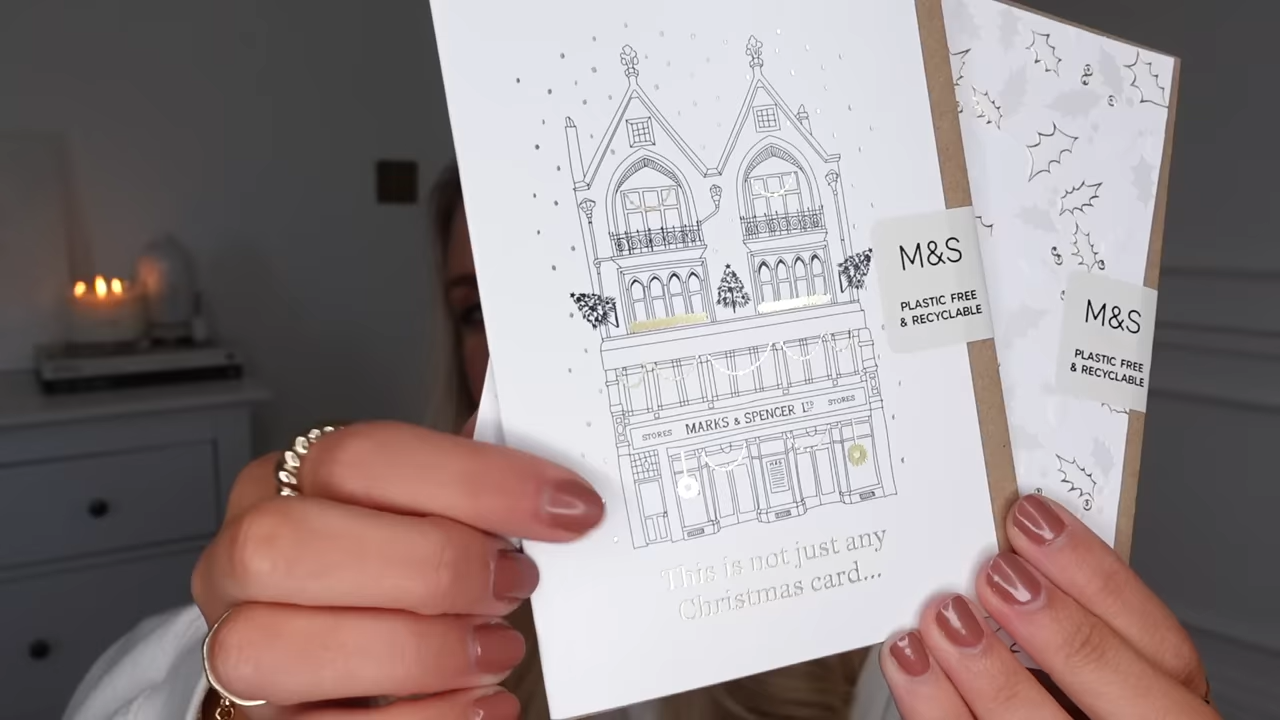 M&S
PLASTIC FREE
& RECYCLABLE
M&S
PLASTIC FREE
& RECYCLABLE
STORES MARKS & SPENCER LTD STORES
M&S
This is not just any
Christmas card...